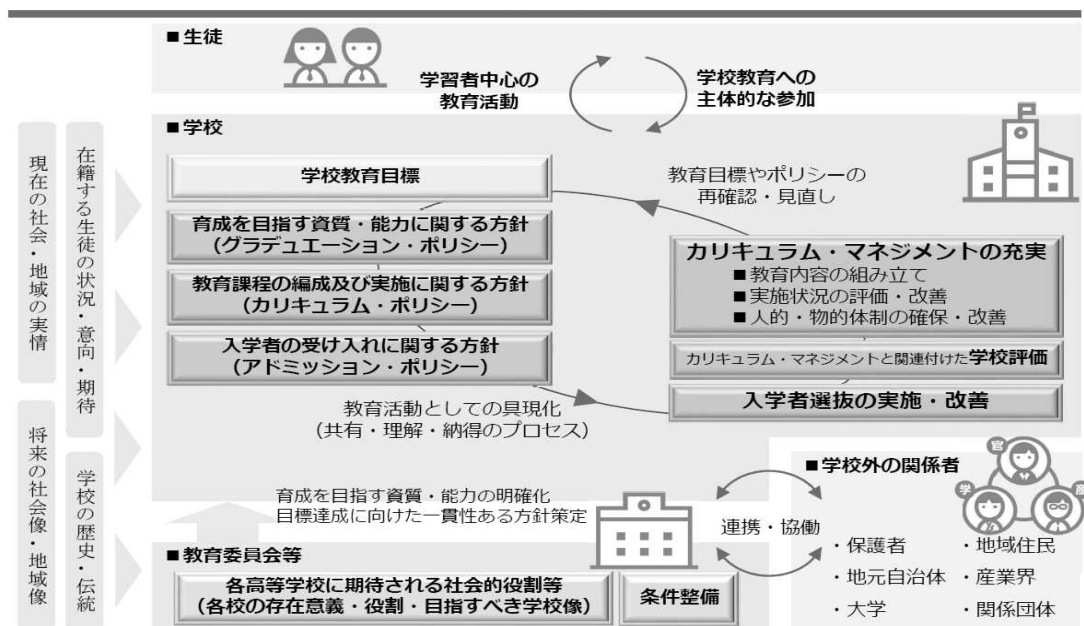 ■生徒
学習者中心の
教育活動
学校教育への
主体的な参加
現在の社会・地域の実情
将来の社会像・地域像
在籍する生徒の状況・意向・期待
学校の歴史・伝統
■学校
学校教育目標
育成を目指す資質・能力に関する方針
(グラデュエーション・ポリシー)
教育課程の編成及び実施に関する方針
(カリキュラム・ポリシー)
入学者の受け入れに関する方針
(アドミッション・ポリシー)
教育目標やポリシーの
再確認・見直し
カリキュラム・マネジメントの充実
■教育内容の組み立て
■実施状況の評価・改善
■人的・物的体制の確保・改善
カリキュラム・マネジメントと関連付けた学校評価
入学者選抜の実施・改善
教育活動としての具現化
(共有・理解・納得のプロセス)
育成を目指す資質・能力の明確化
目標達成に向けた一貫性ある方針策定
■教育委員会等
各高等学校に期待される社会的役割等
(各校の存在意義・役割・目指すべき学校像)
条件整備
連携・協働
■学校外の関係者
官
学
産
・保護者
・地域住民
・地元自治体
・産業界
・大学
・関係団体